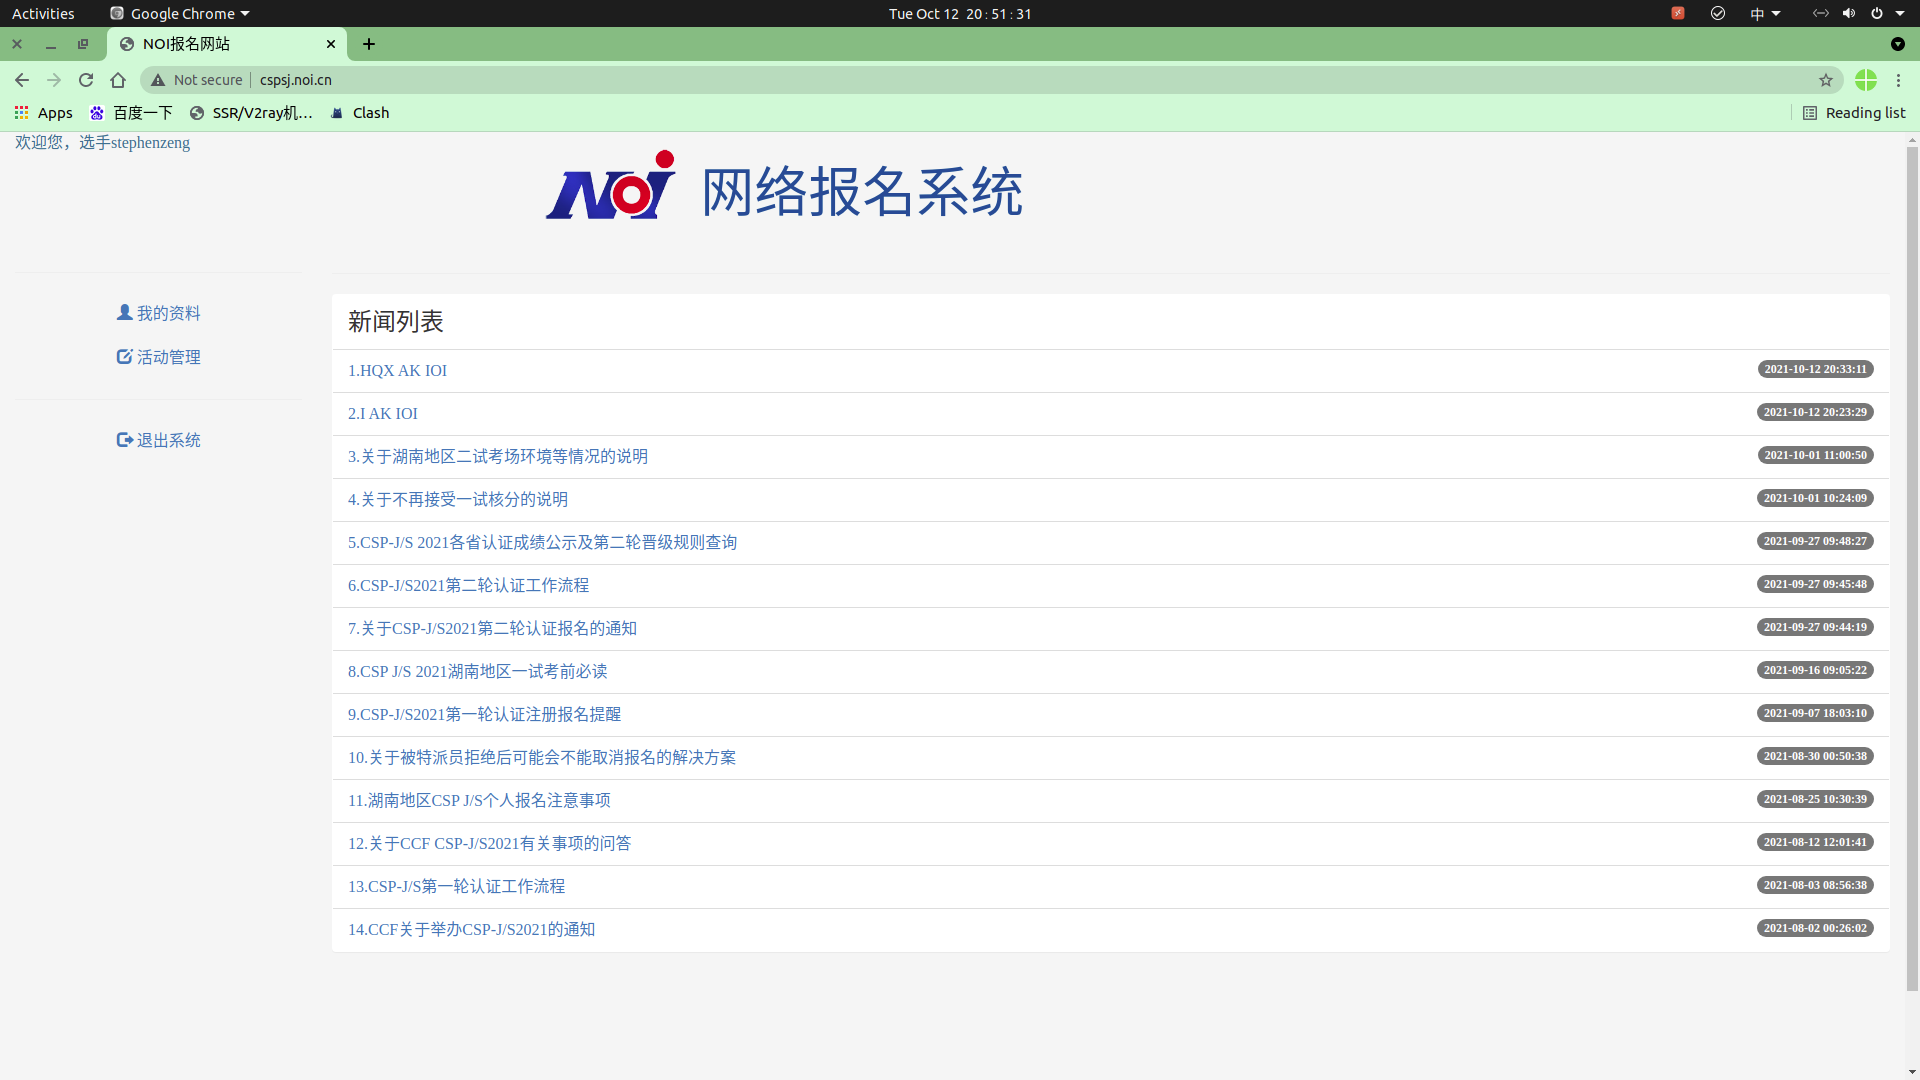 Activities
Google Chrome
Tue Oct 12 20:51:31
中
NOI报名网站
Not secure
cspsj.noi.cn
Apps
百度一下
SSR/V2ray机…
Clash
Reading list
欢迎您，选手stephenzeng
NOI 网络报名系统
我的资料
活动管理
退出系统
新闻列表
1.HQX AK IOI 2021-10-12 20:33:11
2.I AK IOI 2021-10-12 20:23:29
3.关于湖南地区二试考场环境等情况的说明 2021-10-01 11:00:50
4.关于不再接受一试核分的说明 2021-10-01 10:24:09
5.CSP-J/S 2021各省认证成绩公示及第二轮晋级规则查询 2021-09-27 09:48:27
6.CSP-J/S2021第二轮认证工作流程 2021-09-27 09:45:48
7.关于CSP-J/S2021第二轮认证报名的通知 2021-09-27 09:44:19
8.CSP J/S 2021湖南地区一试考前必读 2021-09-16 09:05:22
9.CSP-J/S2021第一轮认证注册报名提醒 2021-09-07 18:03:10
10.关于被特派员拒绝后可能会不能取消报名的解决方案 2021-08-30 00:50:38
11.湖南地区CSP J/S个人报名注意事项 2021-08-25 10:30:39
12.关于CCF CSP-J/S2021有关事项的问答 2021-08-12 12:01:41
13.CSP-J/S第一轮认证工作流程 2021-08-03 08:56:38
14.CCF关于举办CSP-J/S2021的通知 2021-08-02 00:26:02